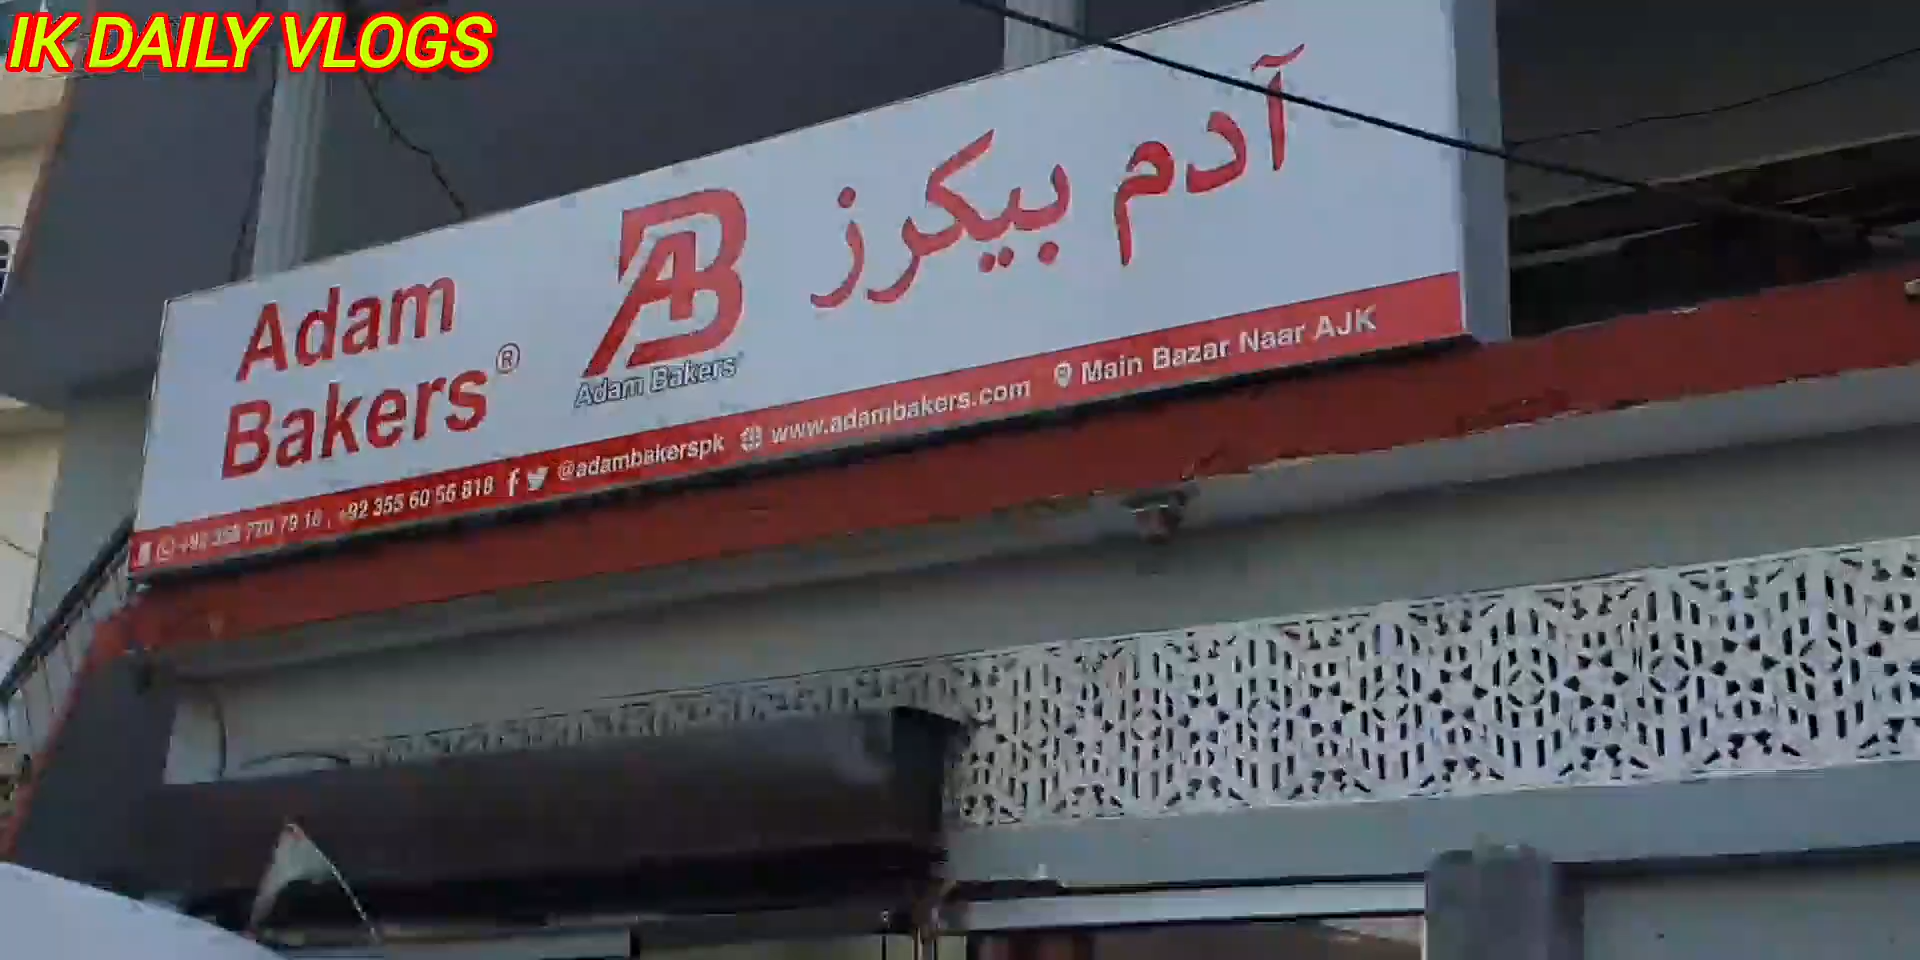 IK DAILY VLOGS
Adam
Bakers®
AB
Adam Bakers
آدم بیکرز
+92 355 60 56 818 @adambakerspk www.adambakers.com Main Bazar Naar AJK